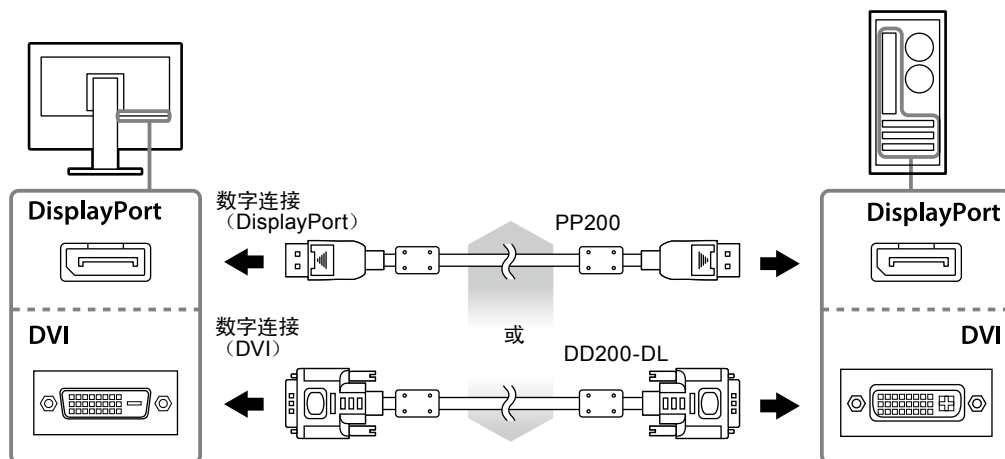 DisplayPort
数字连接
（DisplayPort）
PP200
DisplayPort
或
DVI
数字连接
（DVI）
DD200-DL
DVI